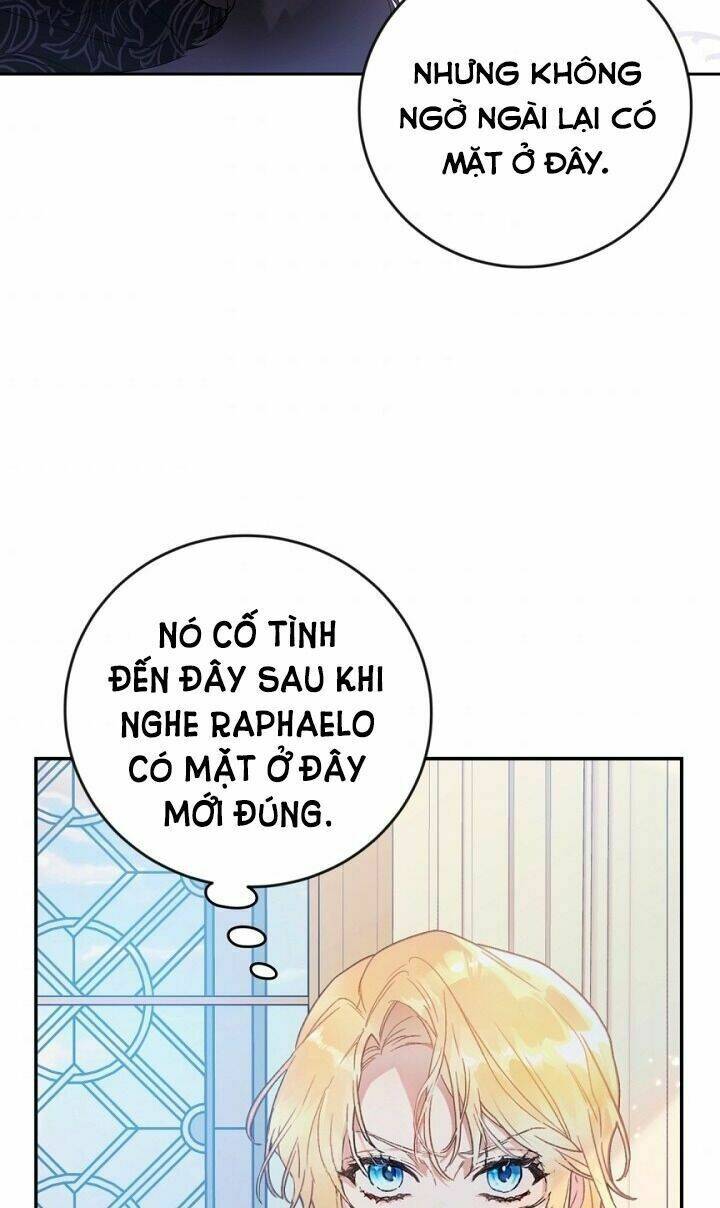 NHƯNG KHÔNG
NGỜ NGÀI LẠI CÓ
MẶT Ở ĐÂY.
NÓ CỐ TÌNH
ĐẾN ĐÂY SAU KHI
NGHE RAPHAELO
CÓ MẶT Ở ĐÂY
MỚI ĐÚNG.